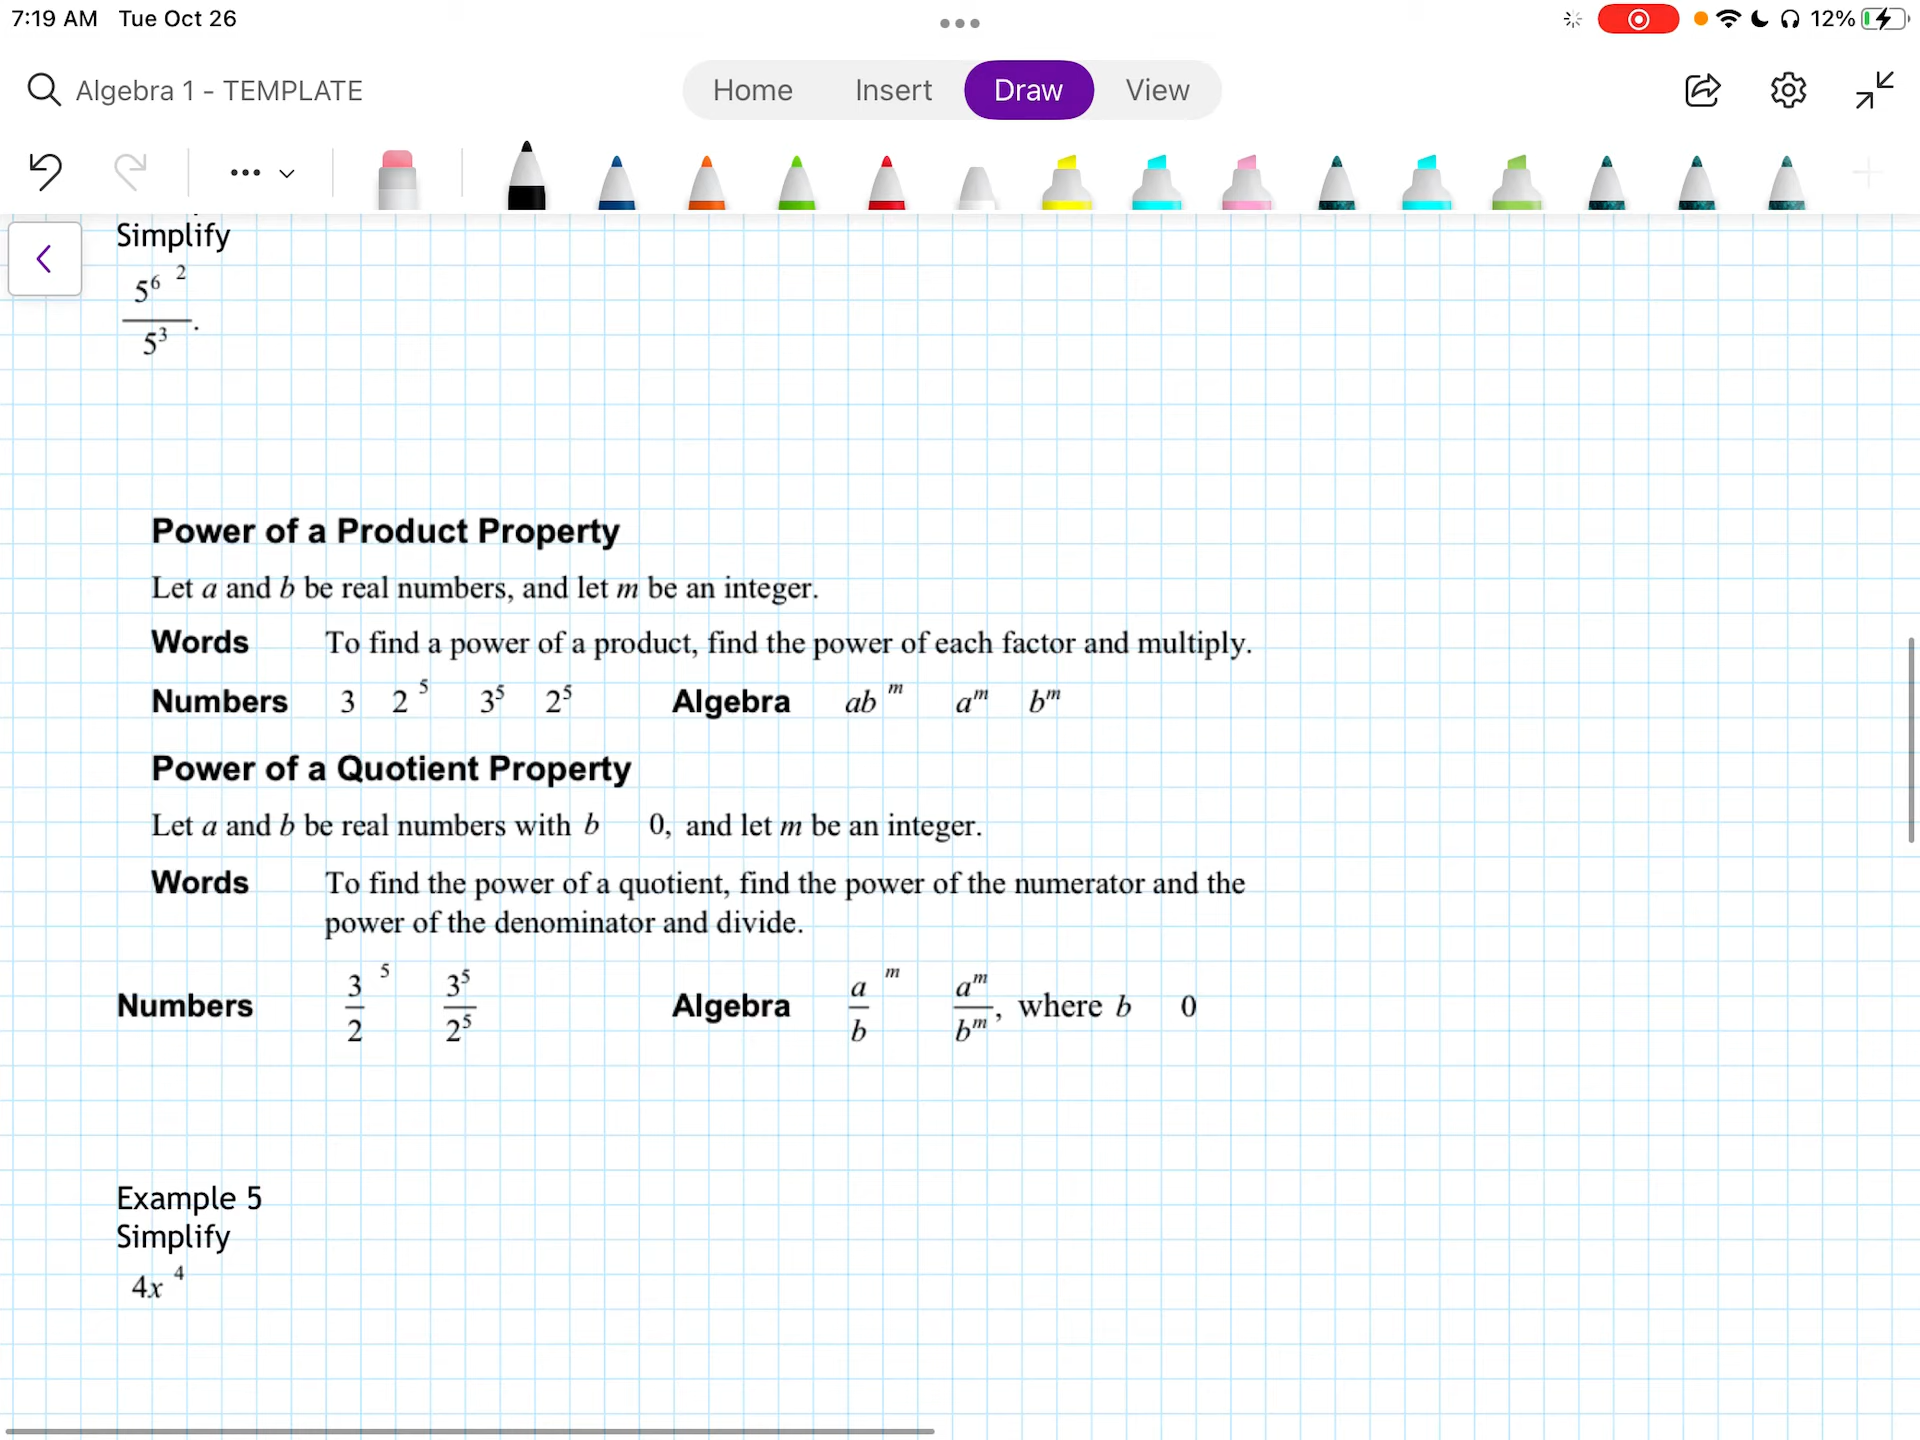 7:19 AM Tue Oct 26
12%
Algebra 1 - TEMPLATE
Home Insert Draw View
Simplify
5⁶ ²
5³ .
Power of a Product Property
Let a and b be real numbers, and let m be an integer.
Words To find a power of a product, find the power of each factor and multiply.
Numbers 3 2 ⁵ 3⁵ 2⁵ Algebra ab ᵐ aᵐ bᵐ
Power of a Quotient Property
Let a and b be real numbers with b 0, and let m be an integer.
Words To find the power of a quotient, find the power of the numerator and the
power of the denominator and divide.
Numbers 3/2 ⁵ 3⁵/2⁵ Algebra a/b ᵐ aᵐ/bᵐ, where b 0
Example 5
Simplify
4x ⁴